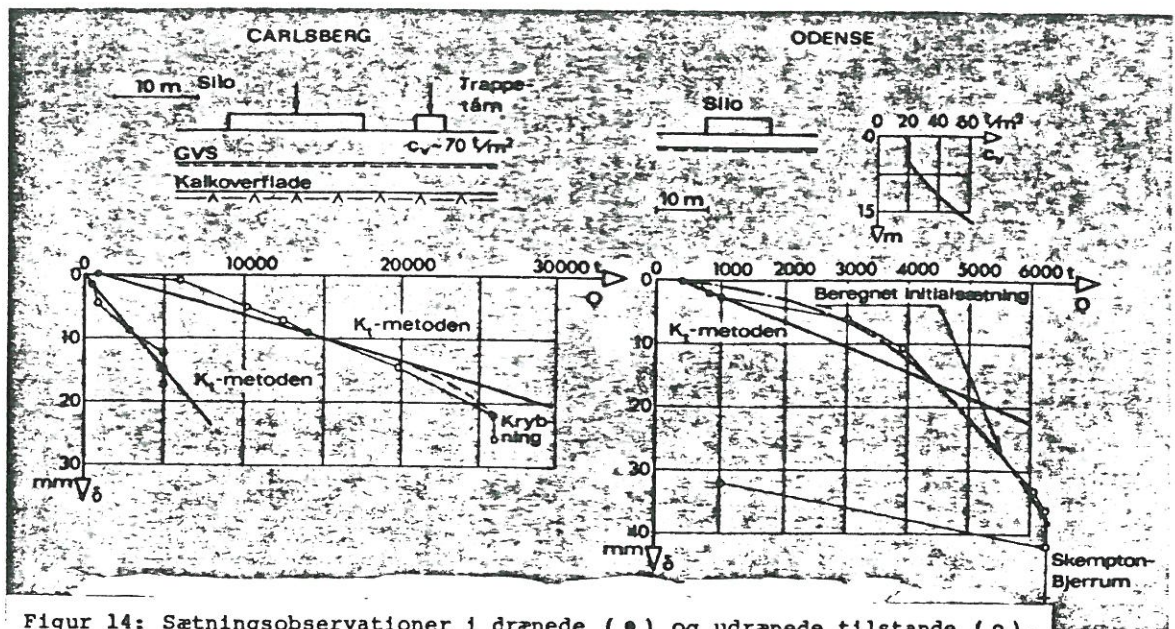 CARLSBERG
10 m
Silo
Trappe-
tårn
c_v ~70 t/m²
GVS
Kalkoverflade
0 10000 20000 30000 t
Q
10
20
30
mm δ
K_t-metoden
K_t-metoden
Kryb-
ning
ODENSE
Silo
10 m
0 20 40 60 t/m²
0
c_v
15
m
0 1000 2000 3000 4000 5000 6000 t
Q
Beregnet initialsætning
K_t-metoden
10
20
30
40
mm δ
Skempton-
Bjerrum
Figur 14: Sætningsobservationer i drænede (●) og udrænede tilstande (○)